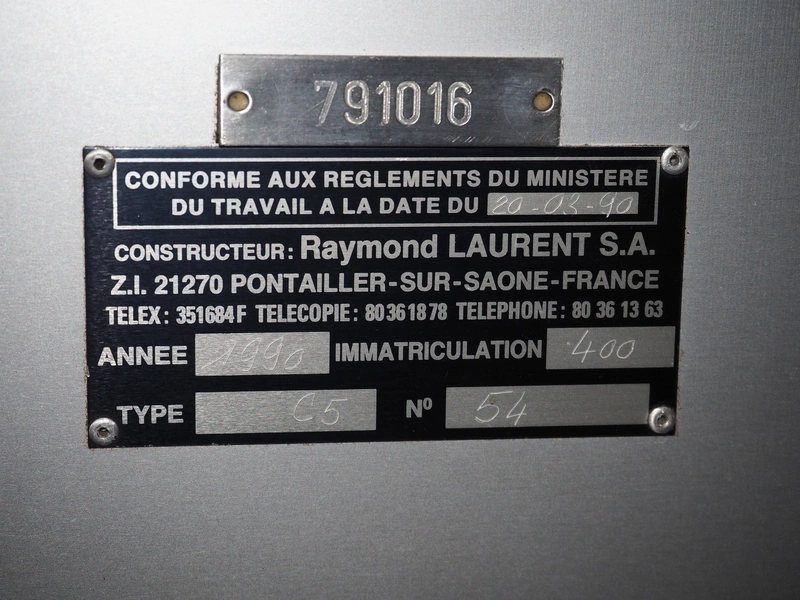 791016
CONFORME AUX REGLEMENTS DU MINISTERE
DU TRAVAIL A LA DATE DU 20-03-90
CONSTRUCTEUR: Raymond LAURENT S.A.
Z.I. 21270 PONTAILLER-SUR-SAONE-FRANCE
TELEX: 351684F TELECOPIE: 80361878 TELEPHONE: 80 36 13 63
ANNEE 1990 IMMATRICULATION 400
TYPE C5 Nº 54